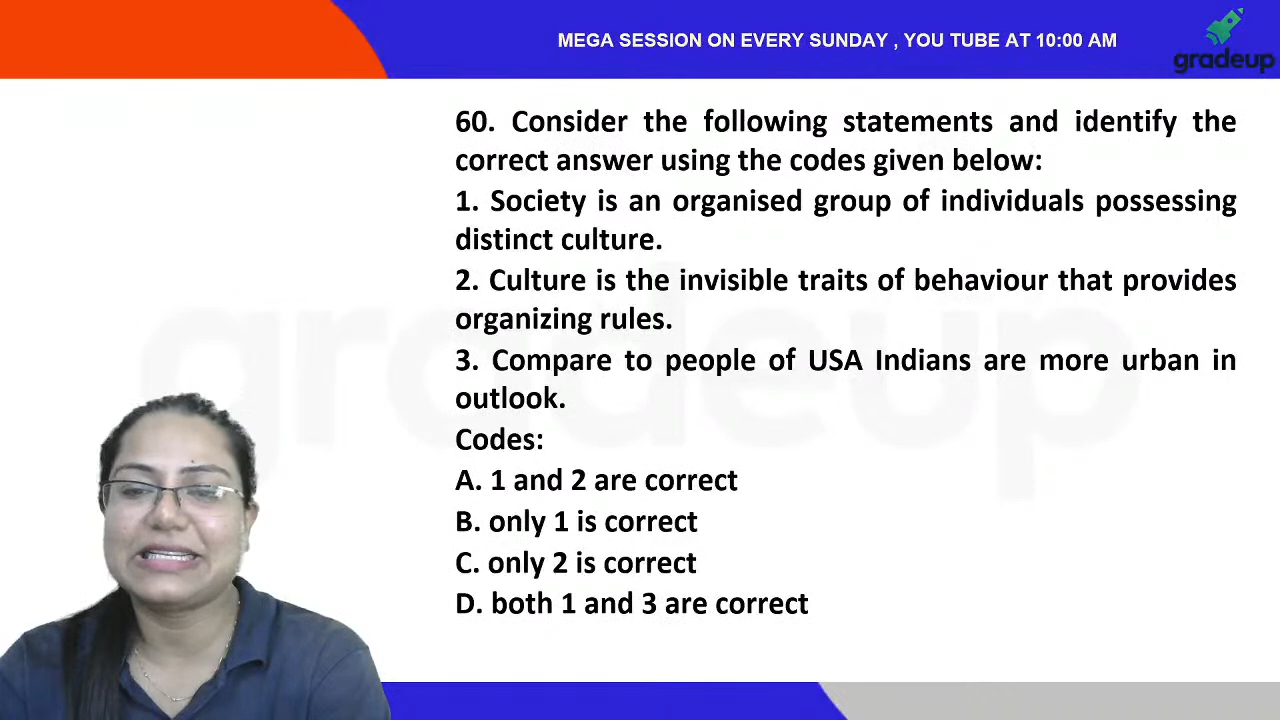 MEGA SESSION ON EVERY SUNDAY , YOU TUBE AT 10:00 AM
gradeup
60. Consider the following statements and identify the
correct answer using the codes given below:
1. Society is an organised group of individuals possessing
distinct culture.
2. Culture is the invisible traits of behaviour that provides
organizing rules.
3. Compare to people of USA Indians are more urban in
outlook.
Codes:
A. 1 and 2 are correct
B. only 1 is correct
C. only 2 is correct
D. both 1 and 3 are correct
gradeup